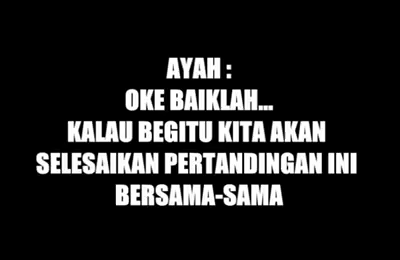 AYAH :
OKE BAIKLAH...
KALAU BEGITU KITA AKAN
SELESAIKAN PERTANDINGAN INI
BERSAMA-SAMA